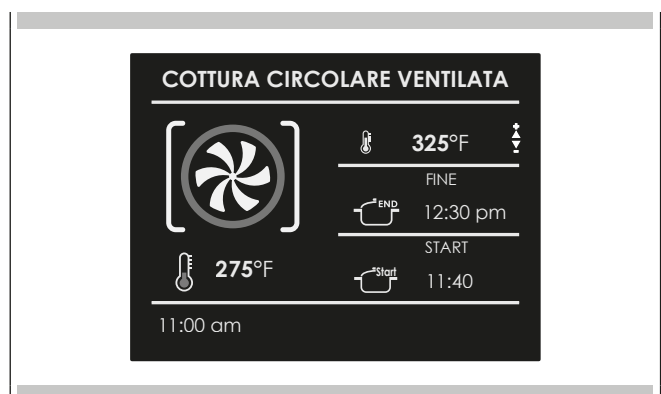 COTTURA CIRCOLARE VENTILATA
325°F
FINE
END
12:30 pm
START
Start
11:40
275°F
11:00 am